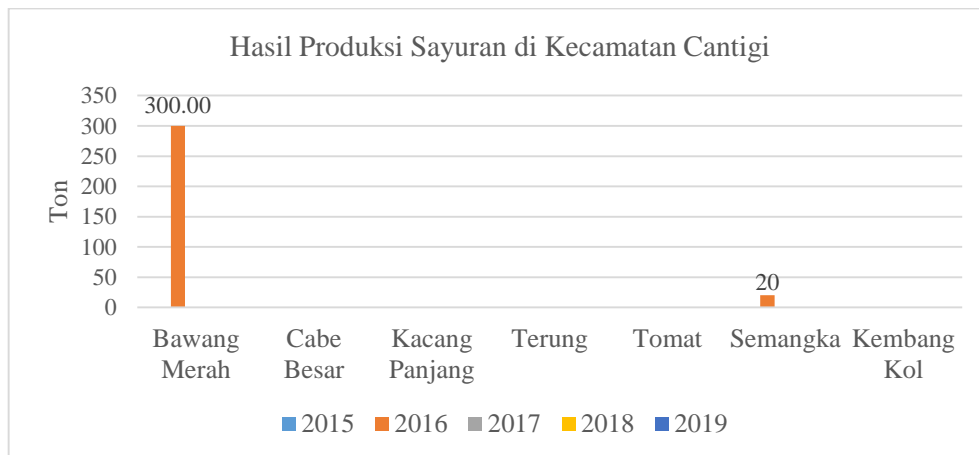 Hasil Produksi Sayuran di Kecamatan Cantigi
Ton
350
300
250
200
150
100
50
0
300.00
20
Bawang Merah
Cabe Besar
Kacang Panjang
Terung
Tomat
Semangka
Kembang Kol
2015 2016 2017 2018 2019